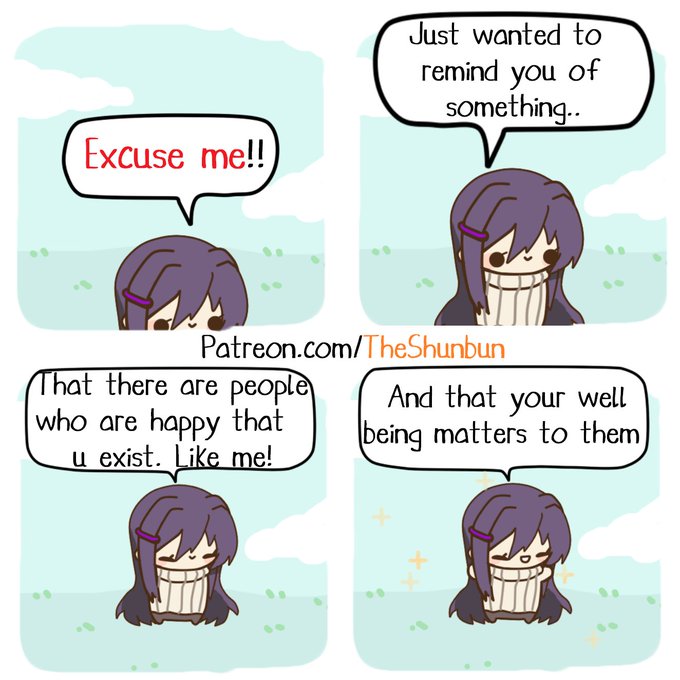 Excuse me!!
Just wanted to
remind you of
something..
Patreon.com/TheShunbun
That there are people
who are happy that
u exist. Like me!
And that your well
being matters to them